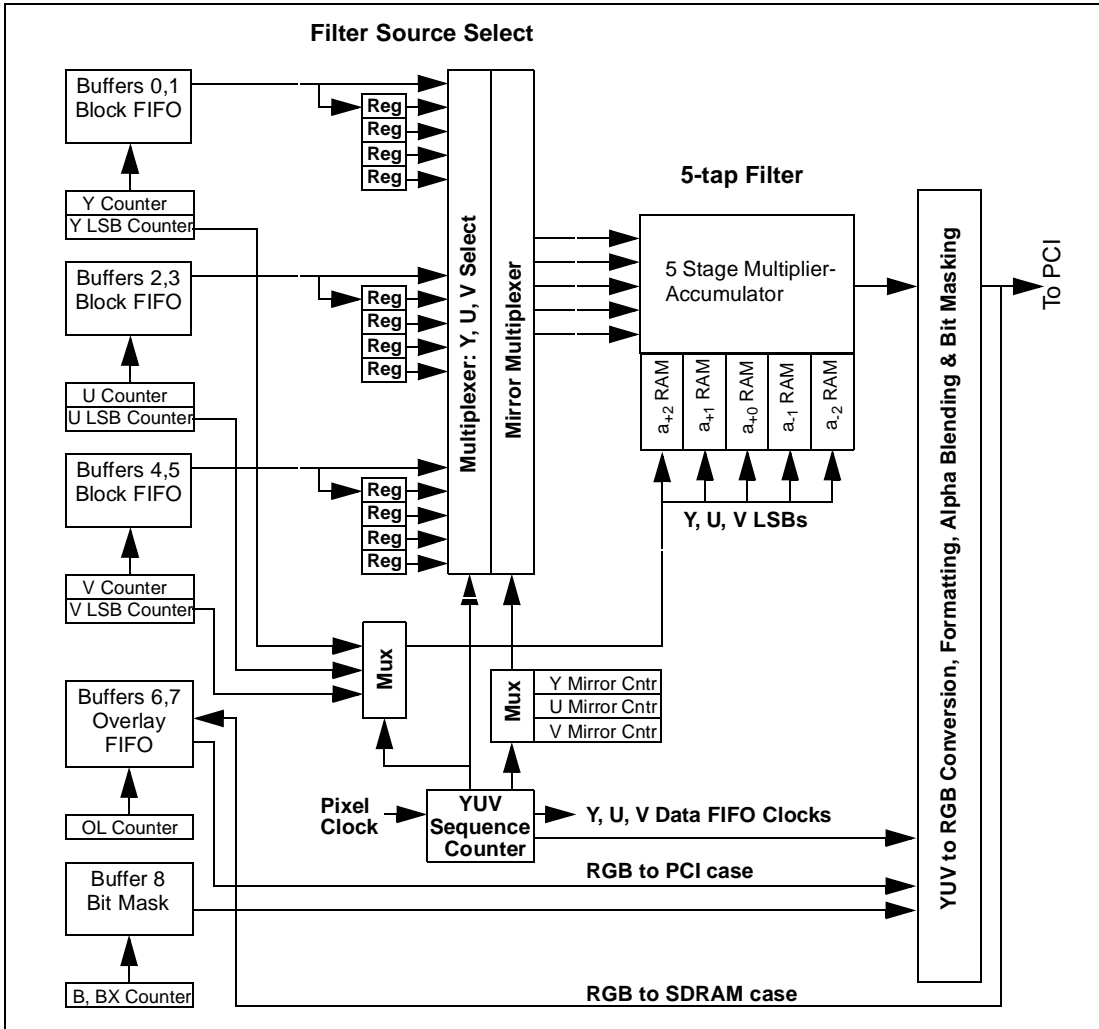 Filter Source Select
Buffers 0,1
Block FIFO
Reg
Reg
Reg
Reg
Y Counter
Y LSB Counter
Buffers 2,3
Block FIFO
Reg
Reg
Reg
Reg
U Counter
U LSB Counter
Buffers 4,5
Block FIFO
Reg
Reg
Reg
Reg
V Counter
V LSB Counter
Multiplexer: Y, U, V Select
Mirror Multiplexer
5-tap Filter
5 Stage Multiplier-
Accumulator
a+2 RAM
a+1 RAM
a+0 RAM
a-1 RAM
a-2 RAM
Y, U, V LSBs
YUV to RGB Conversion, Formatting, Alpha Blending & Bit Masking
To PCI
Mux
Mux
Y Mirror Cntr
U Mirror Cntr
V Mirror Cntr
Buffers 6,7
Overlay
FIFO
OL Counter
Pixel
Clock
YUV
Sequence
Counter
Y, U, V Data FIFO Clocks
RGB to PCI case
Buffer 8
Bit Mask
B, BX Counter
RGB to SDRAM case